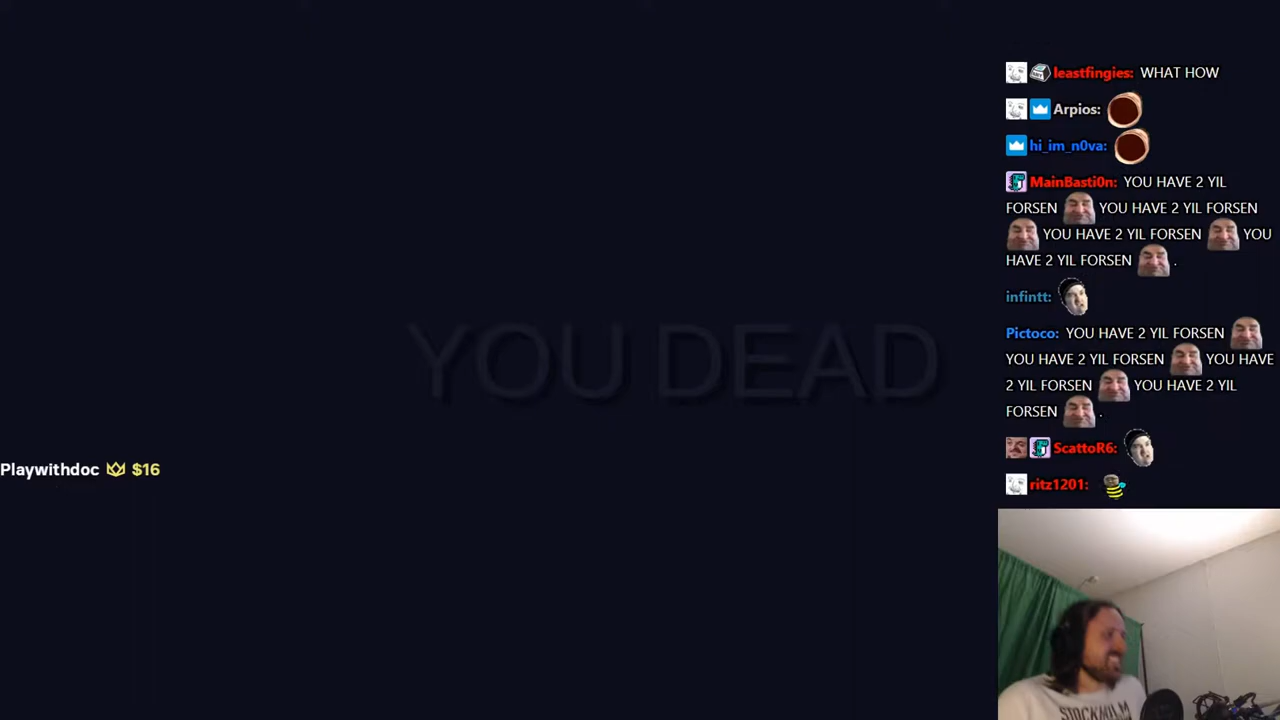 leastfingies: WHAT HOW
Arpios:
hi_im_n0va:
MainBasti0n: YOU HAVE 2 YIL
FORSEN YOU HAVE 2 YIL FORSEN
YOU HAVE 2 YIL FORSEN YOU
HAVE 2 YIL FORSEN .
infintt:
Pictoco: YOU HAVE 2 YIL FORSEN
YOU HAVE 2 YIL FORSEN YOU HAVE
2 YIL FORSEN YOU HAVE 2 YIL
FORSEN .
ScattoR6:
ritz1201:
YOU DEAD
Playwithdoc $16
STOCKHOLM